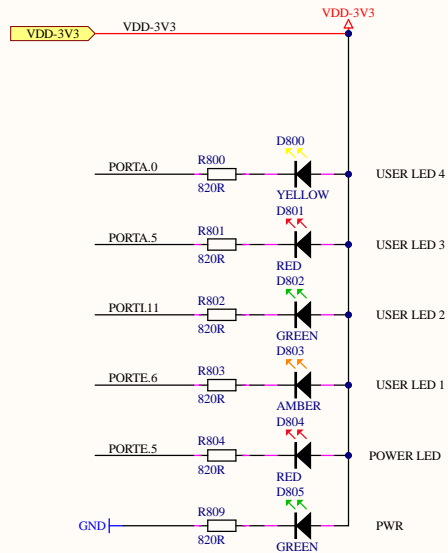 VDD-3V3
VDD-3V3 VDD-3V3
D800
PORTA.0 R800 USER LED 4
820R YELLOW
D801
PORTA.5 R801 USER LED 3
820R RED
D802
PORTI.11 R802 USER LED 2
820R GREEN
D803
PORTE.6 R803 USER LED 1
820R AMBER
D804
PORTE.5 R804 POWER LED
820R RED
D805
GND R809 PWR
820R GREEN